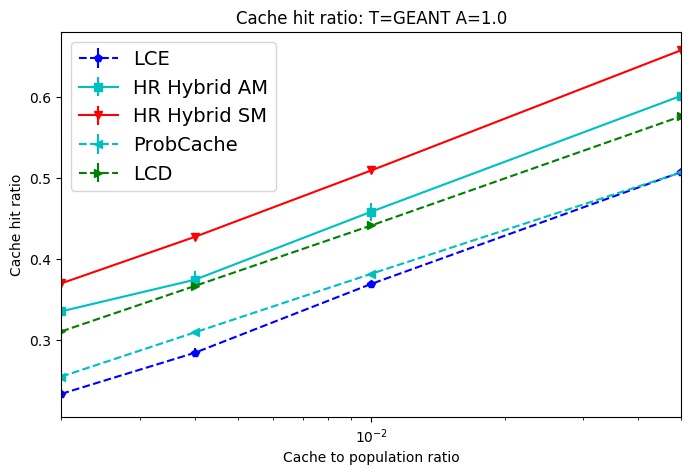 Cache hit ratio: T=GEANT A=1.0
LCE
HR Hybrid AM
HR Hybrid SM
ProbCache
LCD
Cache hit ratio
0.6
0.5
0.4
0.3
10⁻²
Cache to population ratio